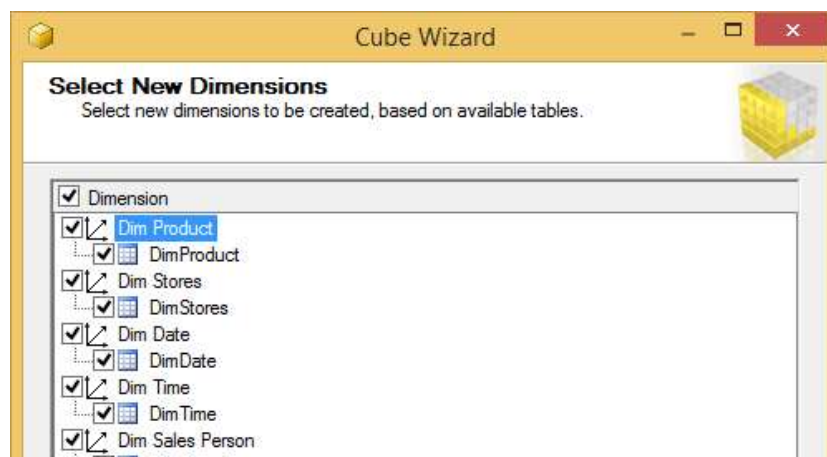 Cube Wizard
Select New Dimensions
Select new dimensions to be created, based on available tables.
Dimension
Dim Product
DimProduct
Dim Stores
DimStores
Dim Date
DimDate
Dim Time
DimTime
Dim Sales Person